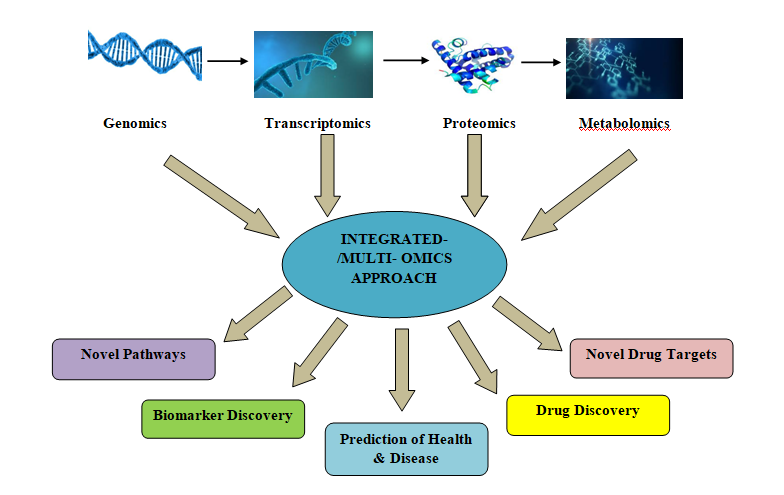 Genomics
Transcriptomics
Proteomics
Metabolomics
INTEGRATED-
/MULTI- OMICS
APPROACH
Novel Pathways
Novel Drug Targets
Biomarker Discovery
Drug Discovery
Prediction of Health
& Disease